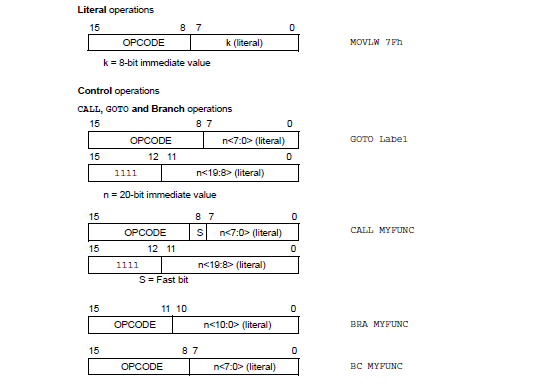 Literal operations
15 8 7 0
OPCODE k (literal) MOVLW 7Fh
k = 8-bit immediate value
Control operations
CALL, GOTO and Branch operations
15 8 7 0
OPCODE n<7:0> (literal) GOTO Label
15 12 11 0
1111 n<19:8> (literal)
n = 20-bit immediate value
15 8 7 0
OPCODE S n<7:0> (literal) CALL MYFUNC
15 12 11 0
1111 n<19:8> (literal)
S = Fast bit
15 11 10 0
OPCODE n<10:0> (literal) BRA MYFUNC
15 8 7 0
OPCODE n<7:0> (literal) BC MYFUNC